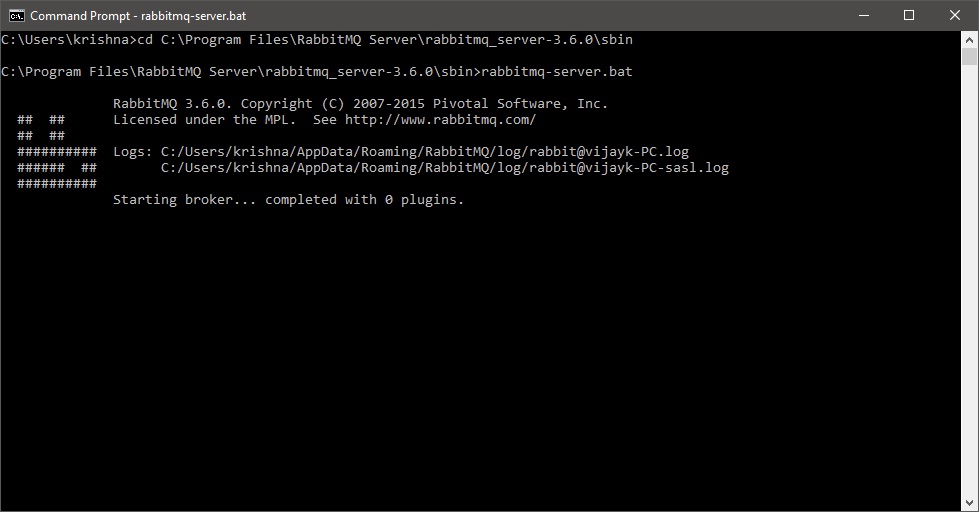 Command Prompt - rabbitmq-server.bat
C:\Users\krishna>cd C:\Program Files\RabbitMQ Server\rabbitmq_server-3.6.0\sbin
C:\Program Files\RabbitMQ Server\rabbitmq_server-3.6.0\sbin>rabbitmq-server.bat
              RabbitMQ 3.6.0. Copyright (C) 2007-2015 Pivotal Software, Inc.
  ##  ##      Licensed under the MPL.  See http://www.rabbitmq.com/
  ##  ##
  ##########  Logs: C:/Users/krishna/AppData/Roaming/RabbitMQ/log/rabbit@vijayk-PC.log
  ######  ##        C:/Users/krishna/AppData/Roaming/RabbitMQ/log/rabbit@vijayk-PC-sasl.log
  ##########
              Starting broker... completed with 0 plugins.